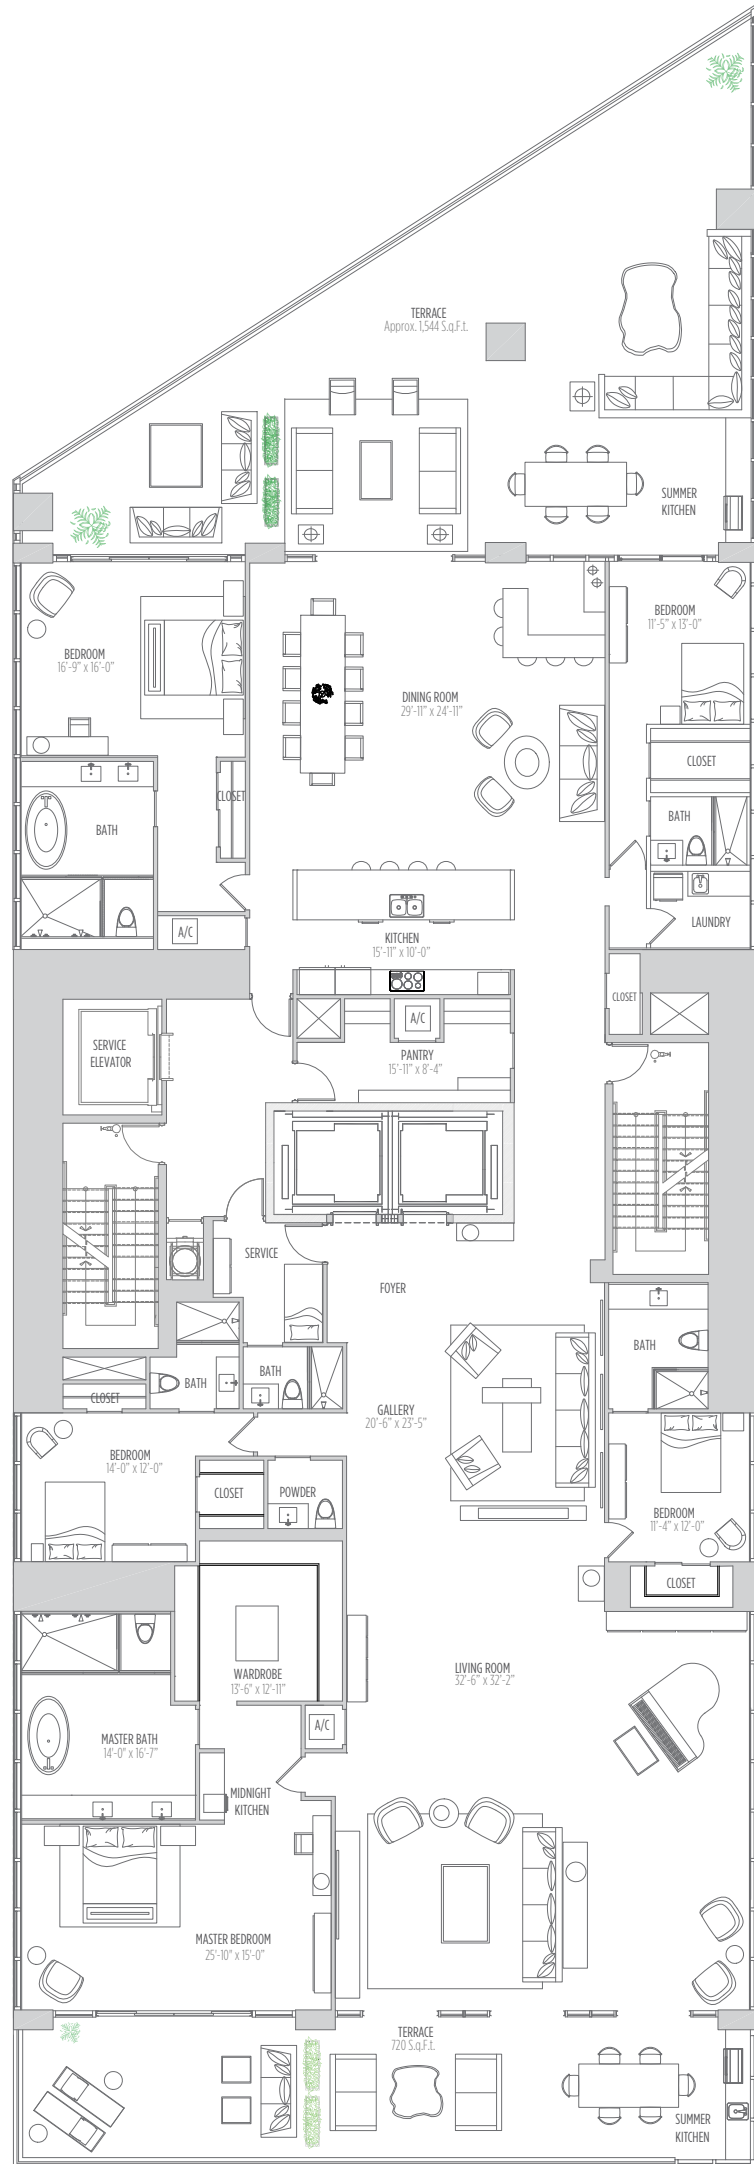 TERRACE
Approx. 1,544 S.q.F.t.
SUMMER
KITCHEN
BEDROOM
16'-9" x 16'-0"
BEDROOM
11'-5" x 13'-0"
DINING ROOM
29'-11" x 24'-11"
CLOSET
CLOSET
BATH
BATH
A/C
LAUNDRY
KITCHEN
15'-11" x 10'-0"
CLOSET
A/C
SERVICE
ELEVATOR
PANTRY
15'-11" x 8'-4"
SERVICE
FOYER
BATH
BATH
BATH
CLOSET
GALLERY
20'-6" x 23'-5"
BEDROOM
14'-0" x 12'-0"
CLOSET
POWDER
BEDROOM
11'-4" x 12'-0"
CLOSET
WARDROBE
13'-6" x 12'-11"
LIVING ROOM
32'-6" x 32'-2"
A/C
MASTER BATH
14'-0" x 16'-7"
MIDNIGHT
KITCHEN
MASTER BEDROOM
25'-10" x 15'-0"
TERRACE
720 S.q.F.t.
SUMMER
KITCHEN